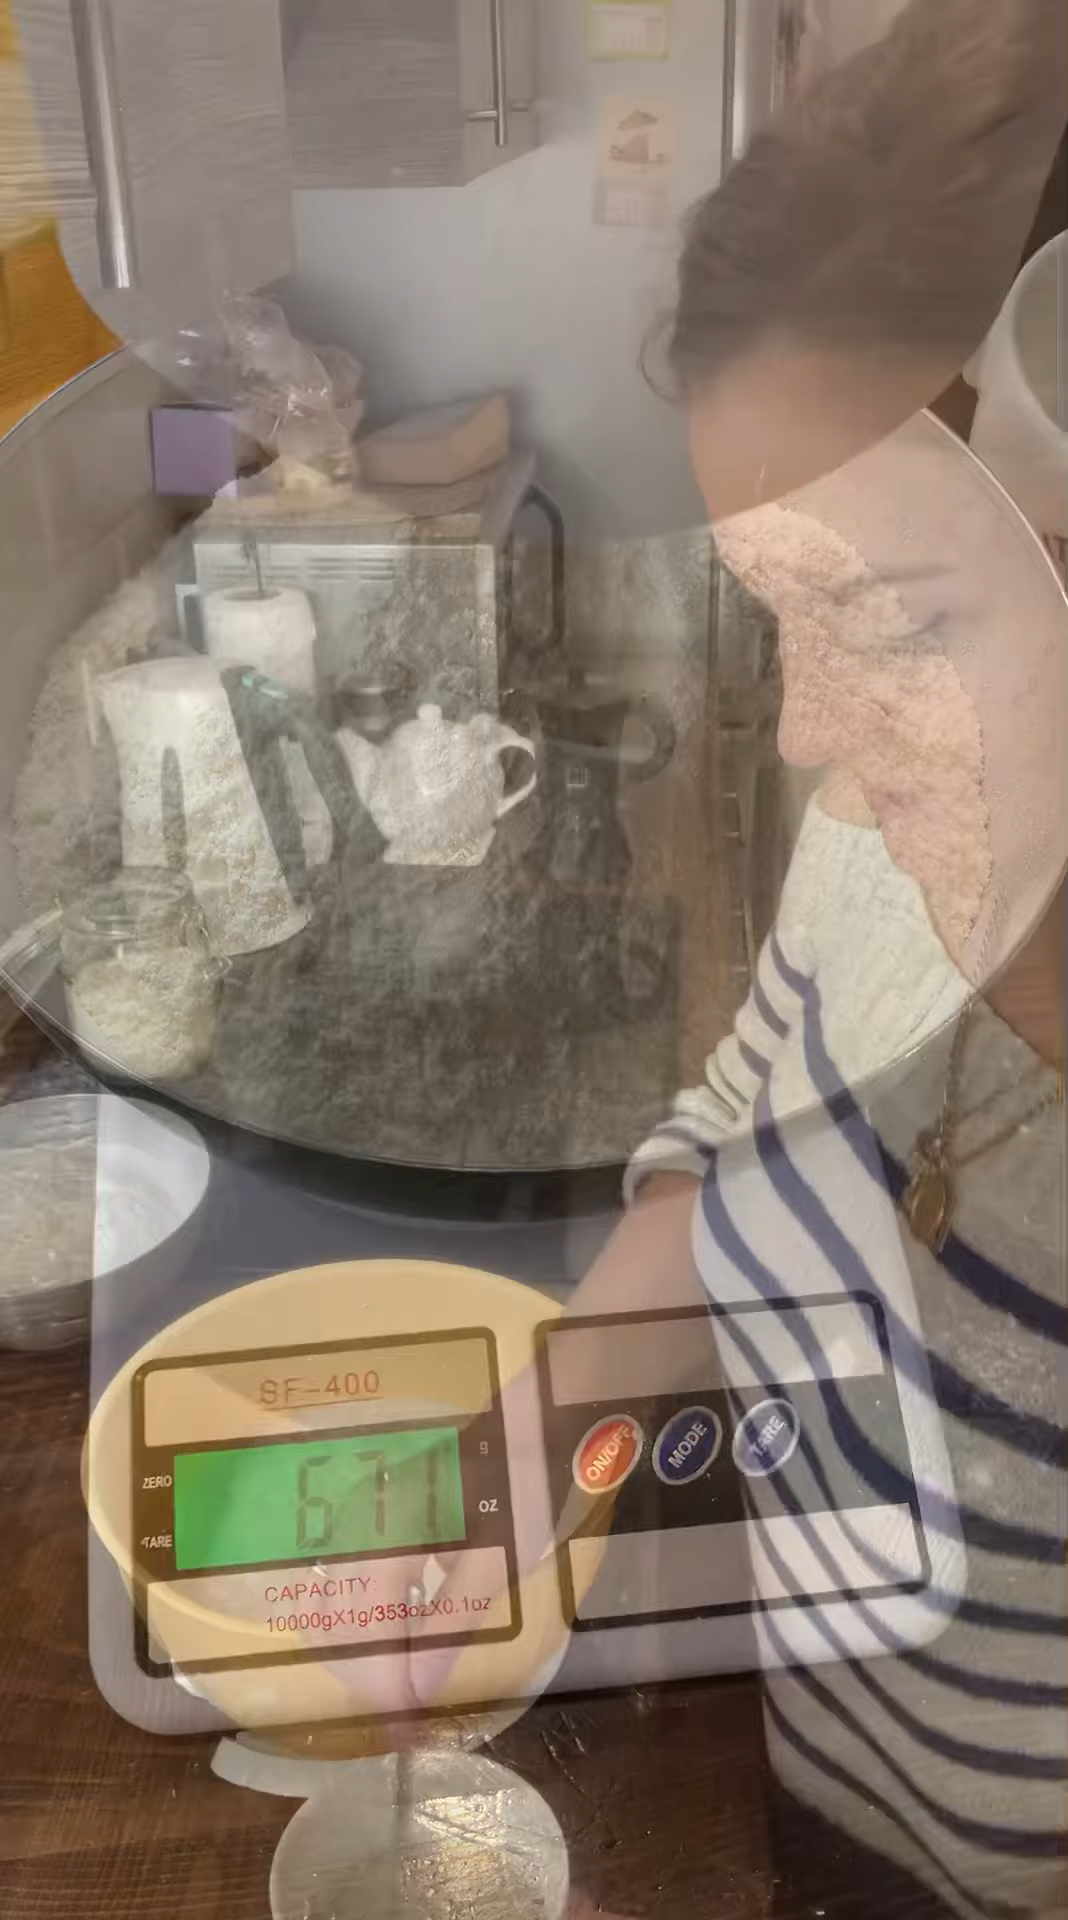 SF-400
671
g
ZERO
OZ
TARE
CAPACITY:
10000gX1g/353ozX0.1oz
ON/OFF
MODE
TARE